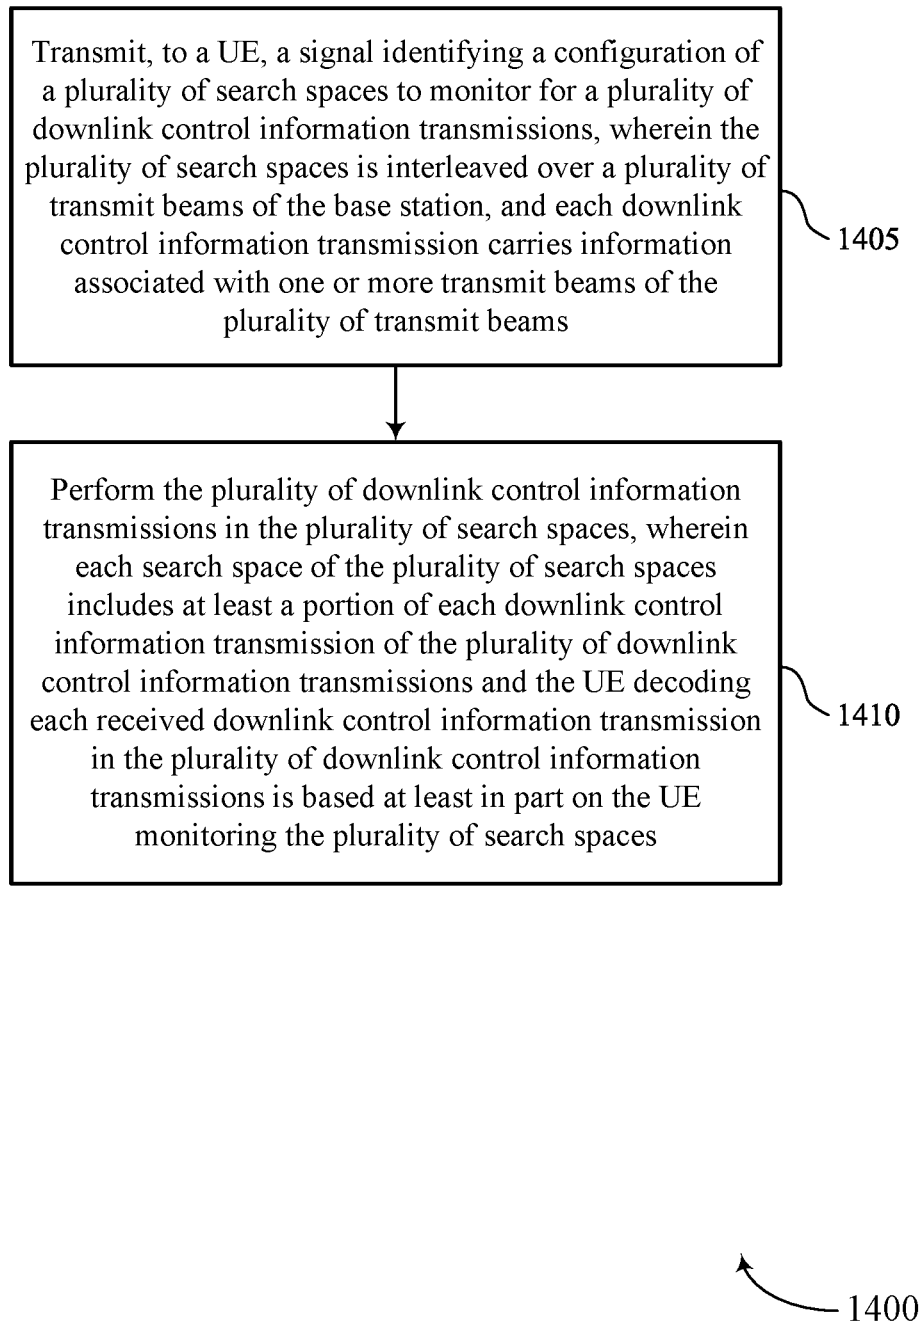 Transmit, to a UE, a signal identifying a configuration of
a plurality of search spaces to monitor for a plurality of
downlink control information transmissions, wherein the
plurality of search spaces is interleaved over a plurality of
transmit beams of the base station, and each downlink
control information transmission carries information
associated with one or more transmit beams of the
plurality of transmit beams
1405
Perform the plurality of downlink control information
transmissions in the plurality of search spaces, wherein
each search space of the plurality of search spaces
includes at least a portion of each downlink control
information transmission of the plurality of downlink
control information transmissions and the UE decoding
each received downlink control information transmission
in the plurality of downlink control information
transmissions is based at least in part on the UE
monitoring the plurality of search spaces
1410
1400